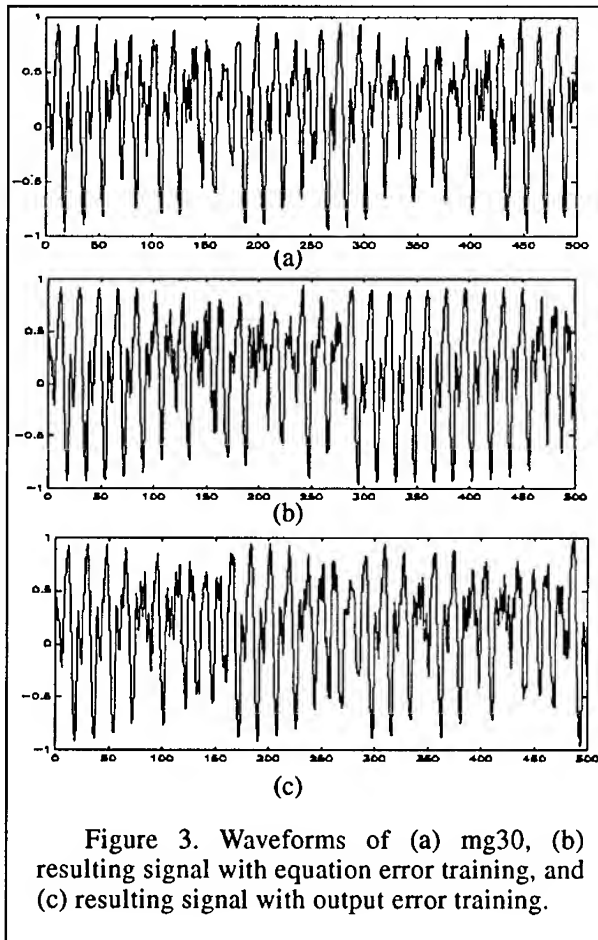 1
0.5
0
-0.5
-1
0 50 100 150 200 250 300 350 400 450 500
(a)
1
0.5
0
-0.5
-1
0 50 100 150 200 250 300 350 400 450 500
(b)
1
0.5
0
-0.5
-1
0 50 100 150 200 250 300 350 400 450 500
(c)
Figure 3. Waveforms of (a) mg30, (b)
resulting signal with equation error training, and
(c) resulting signal with output error training.